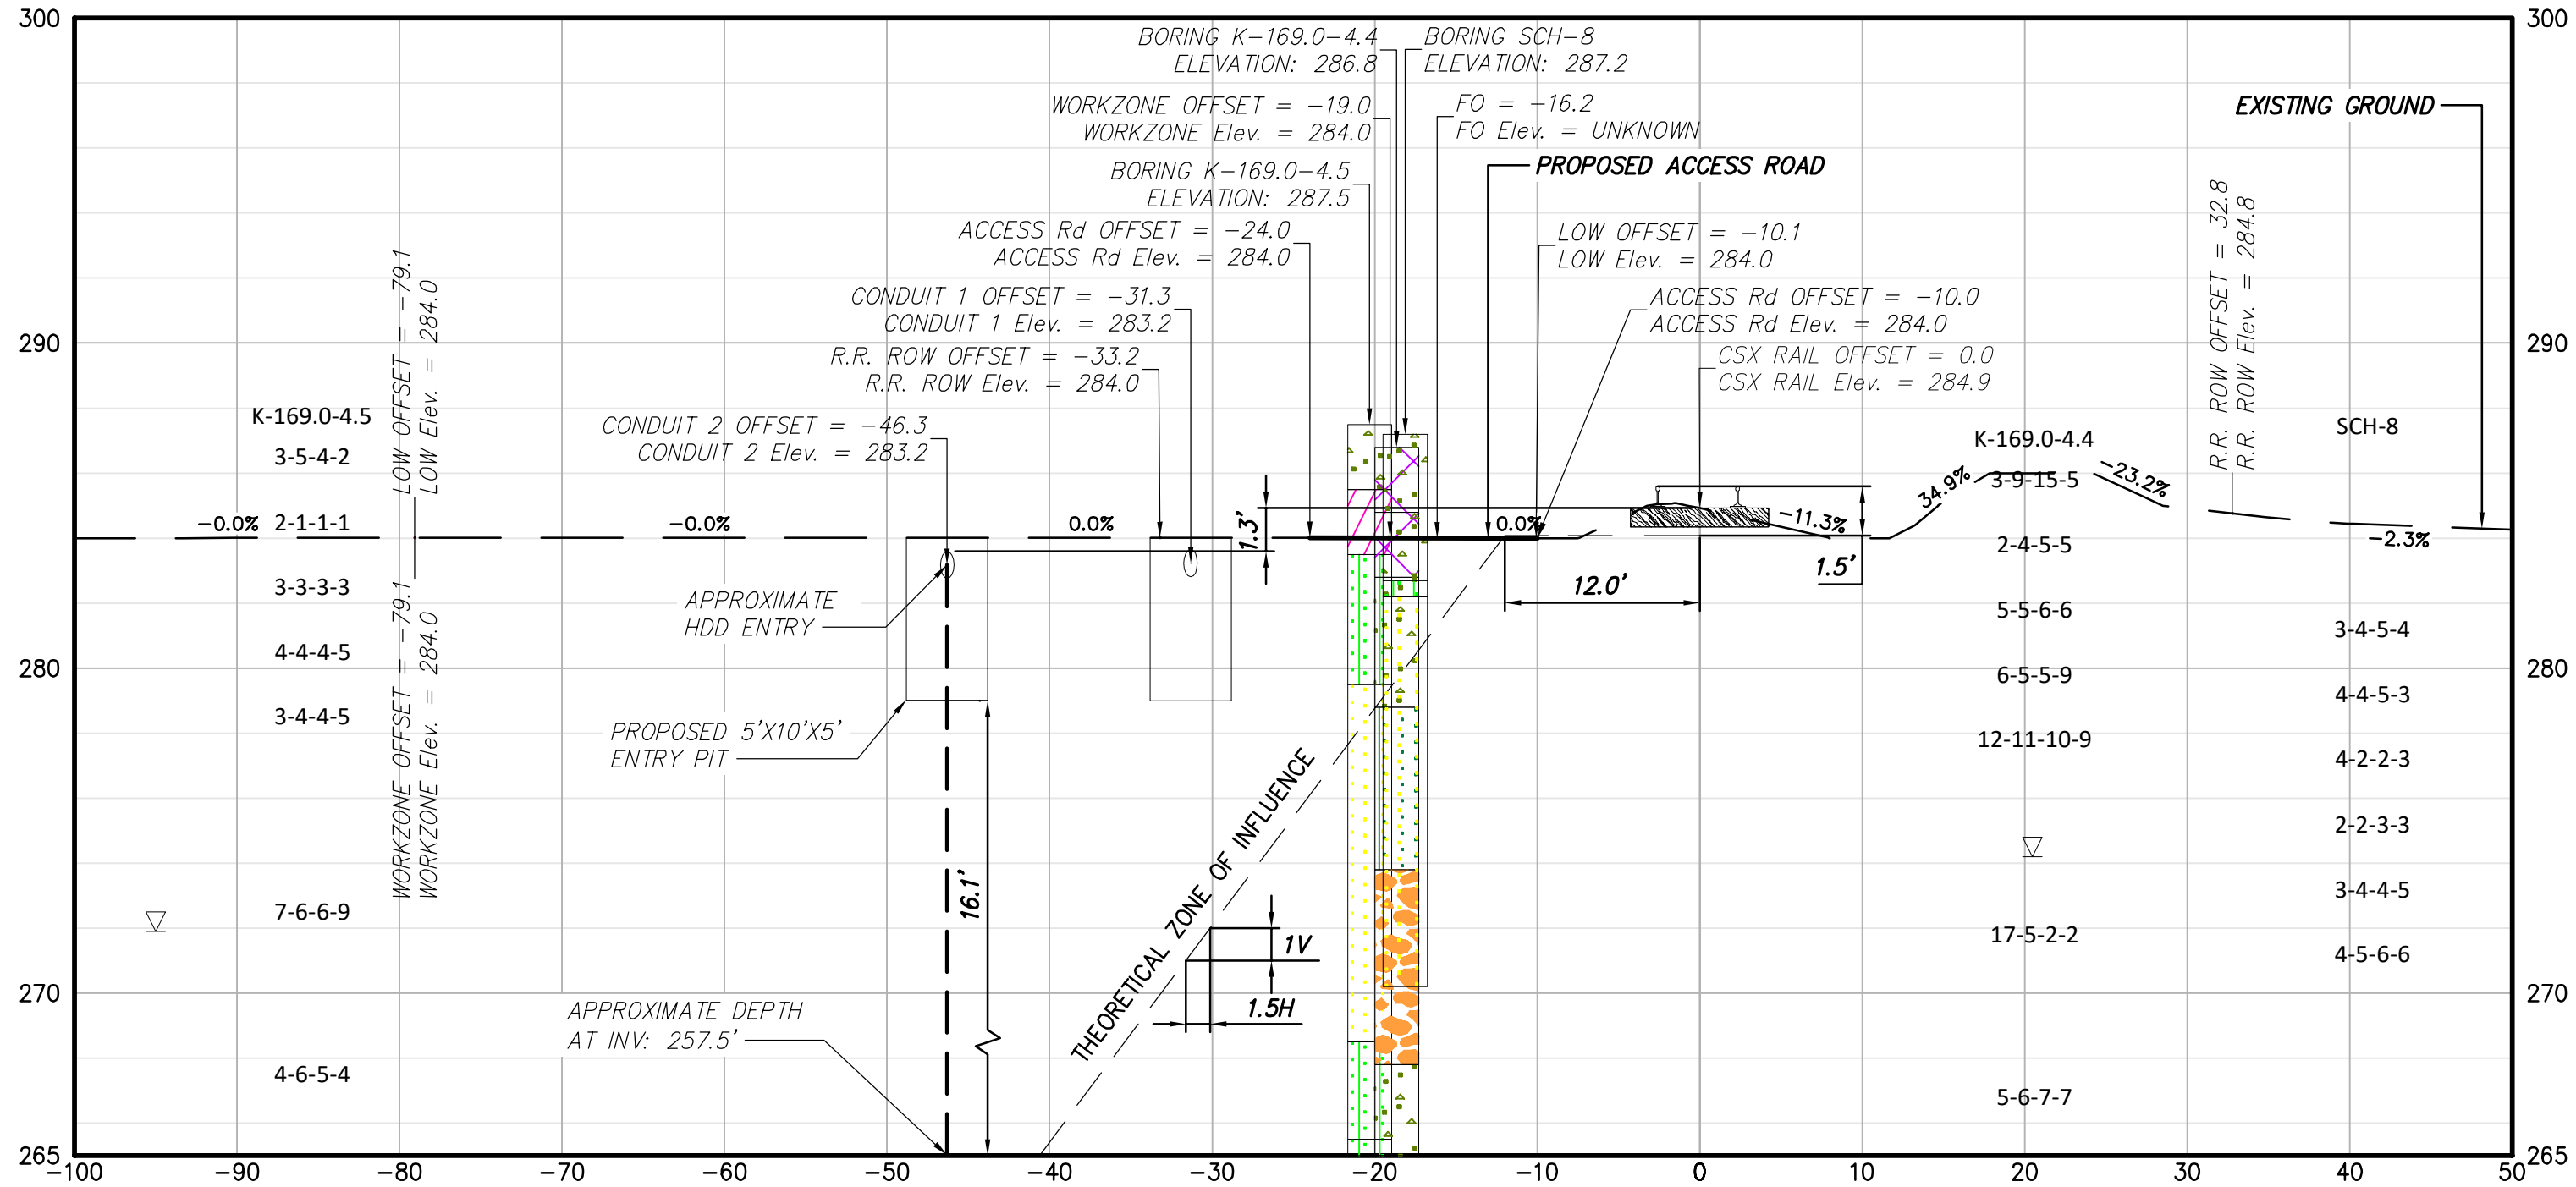 300
300
BORING K-169.0-4.4
ELEVATION: 286.8
BORING SCH-8
ELEVATION: 287.2
WORKZONE OFFSET = -19.0
WORKZONE Elev. = 284.0
FO = -16.2
FO Elev. = UNKNOWN
EXISTING GROUND
BORING K-169.0-4.5
ELEVATION: 287.5
PROPOSED ACCESS ROAD
ACCESS Rd OFFSET = -24.0
ACCESS Rd Elev. = 284.0
LOW OFFSET = -10.1
LOW Elev. = 284.0
CONDUIT 1 OFFSET = -31.3
CONDUIT 1 Elev. = 283.2
ACCESS Rd OFFSET = -10.0
ACCESS Rd Elev. = 284.0
R.R. ROW OFFSET = -33.2
R.R. ROW Elev. = 284.0
CSX RAIL OFFSET = 0.0
CSX RAIL Elev. = 284.9
R.R. ROW OFFSET = 32.8
R.R. ROW Elev. = 284.8
290
290
LOW OFFSET = -79.1
LOW Elev. = 284.0
CONDUIT 2 OFFSET = -46.3
CONDUIT 2 Elev. = 283.2
K-169.0-4.5
3-5-4-2
2-1-1-1
3-3-3-3
4-4-4-5
3-4-4-5
7-6-6-9
4-6-5-4
K-169.0-4.4
3-9-15-5
2-4-5-5
5-5-6-6
6-5-5-9
12-11-10-9
17-5-2-2
5-6-7-7
SCH-8
3-4-5-4
4-4-5-3
4-2-2-3
2-2-3-3
3-4-4-5
4-5-6-6
-0.0%
-0.0%
0.0%
1.3'
0.0%
-11.3%
34.9%
-23.2%
-2.3%
1.5'
12.0'
WORKZONE OFFSET = -79.1
WORKZONE Elev. = 284.0
APPROXIMATE
HDD ENTRY
280
280
PROPOSED 5'X10'X5'
ENTRY PIT
16.1'
THEORETICAL ZONE OF INFLUENCE
1V
1.5H
270
270
APPROXIMATE DEPTH
AT INV: 257.5'
265
265
-100 -90 -80 -70 -60 -50 -40 -30 -20 -10 0 10 20 30 40 50